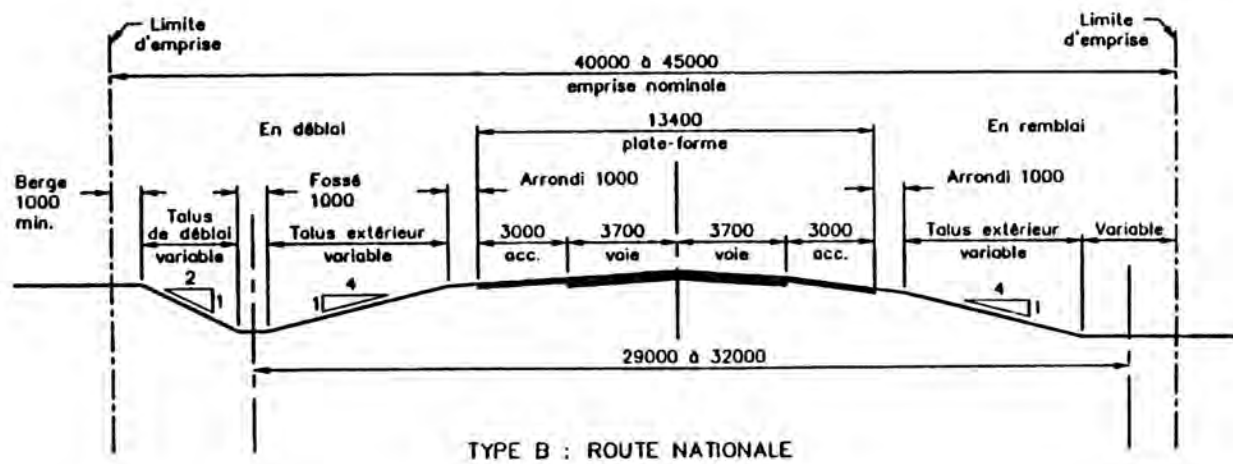 Limite
d'emprise
Limite
d'emprise
40000 à 45000
emprise nominale
En déblai
13400
plate-forme
En remblai
Berge
1000
min.
Fossé
1000
Arrondi 1000
Arrondi 1000
Talus
de déblai
variable
Talus extérieur
variable
3000
acc.
3700
voie
3700
voie
3000
acc.
Talus extérieur
variable
Variable
2
1
4
1
4
1
29000 à 32000
TYPE B : ROUTE NATIONALE